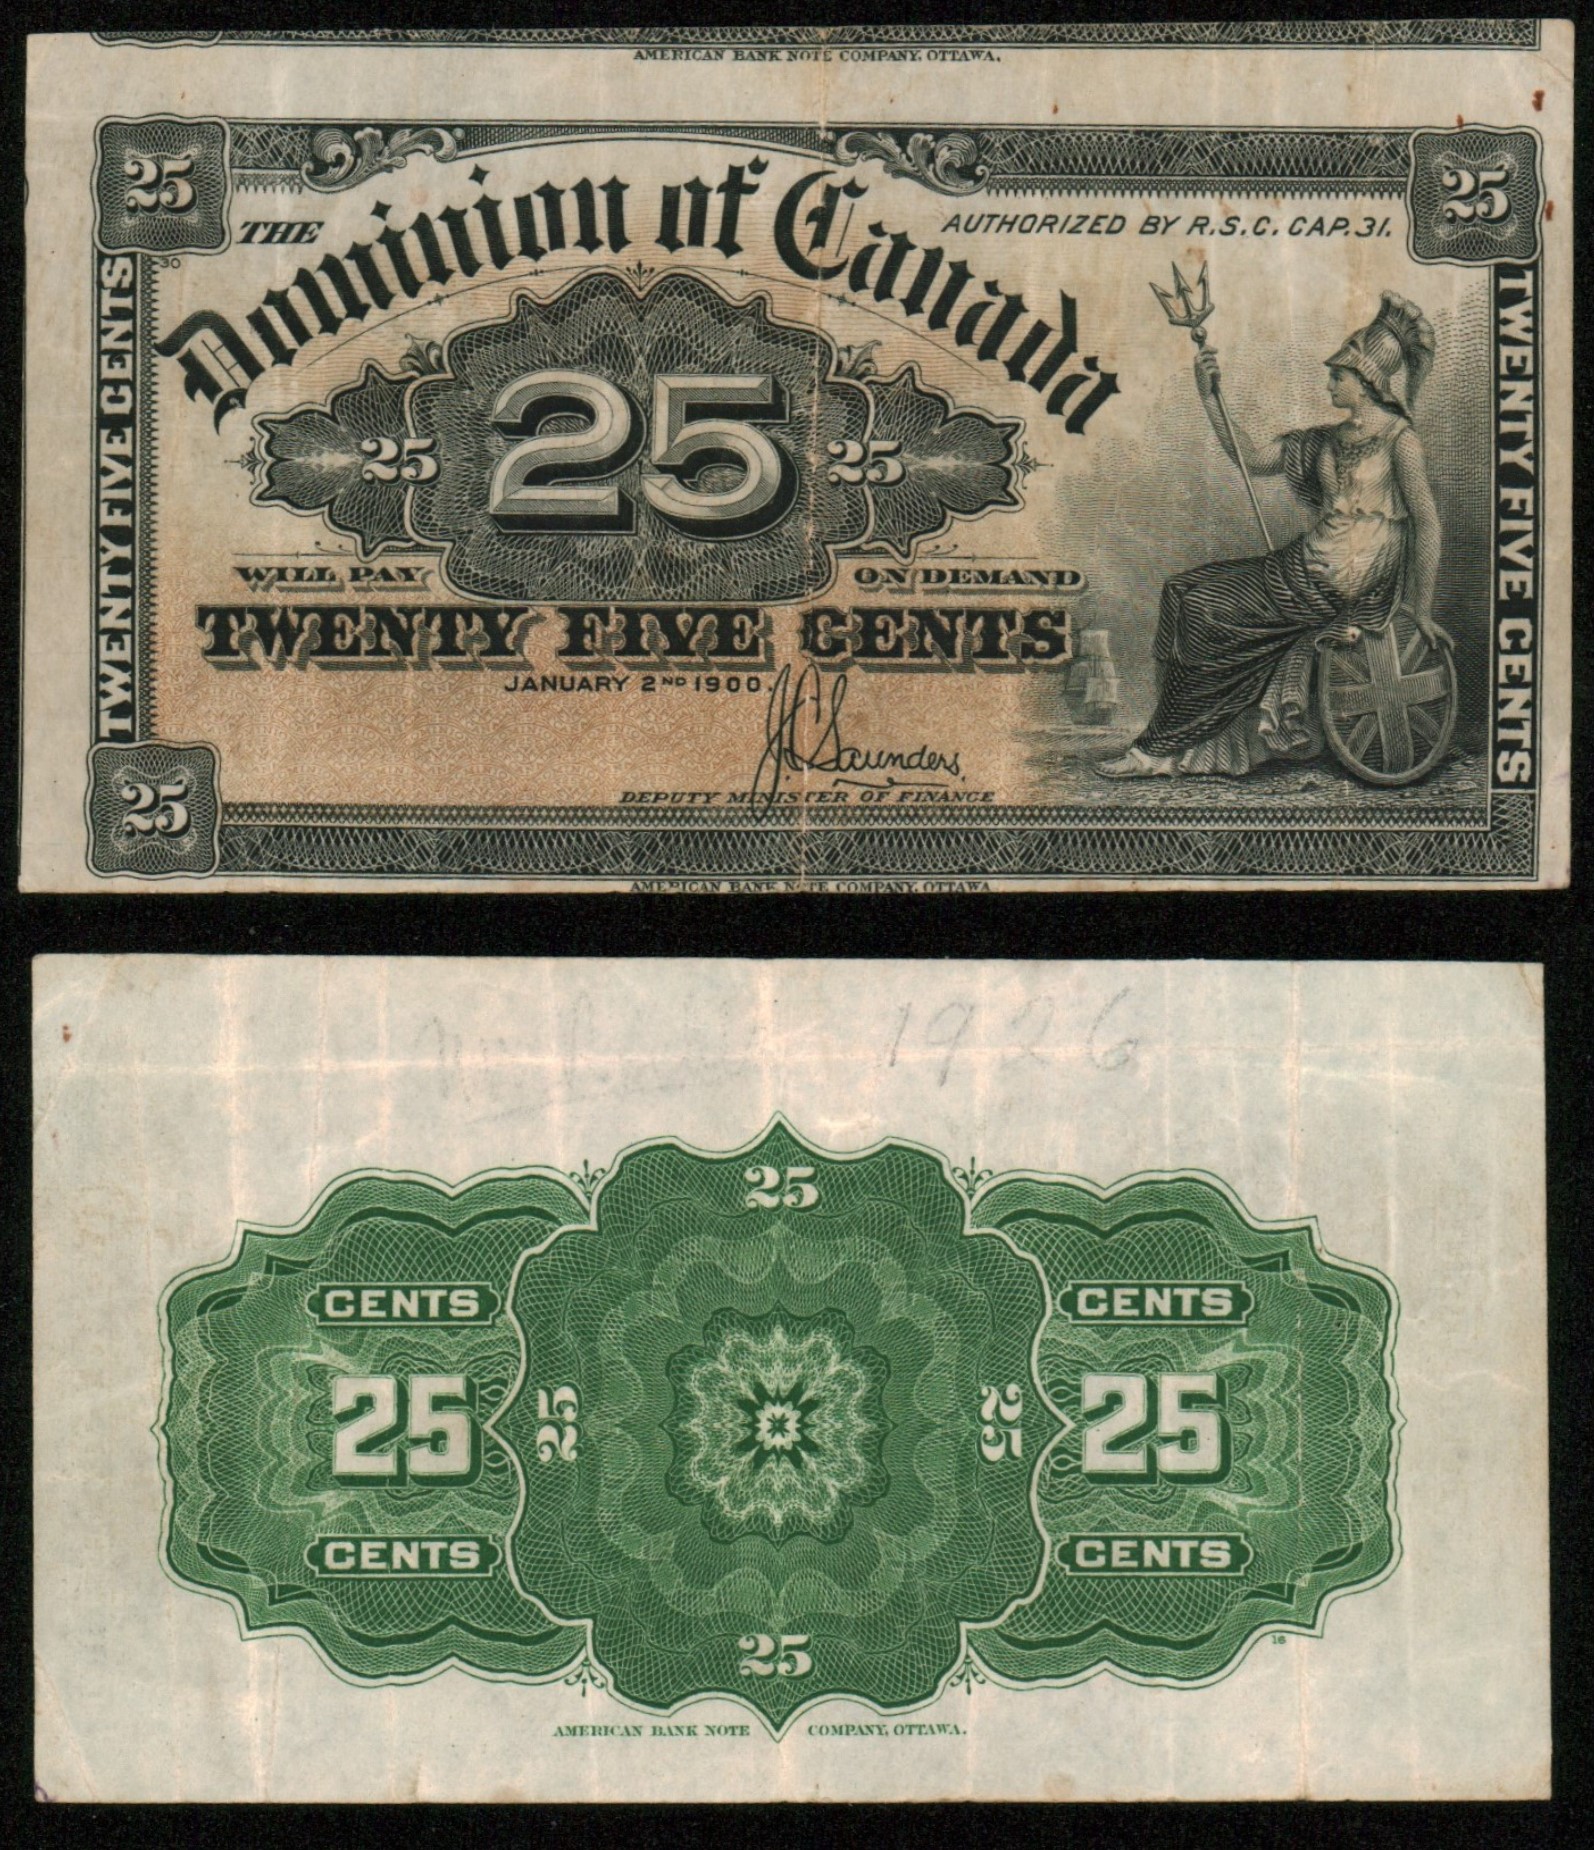 AMERICAN BANK NOTE COMPANY, OTTAWA.
25
25
THE
Dominion of Canada
AUTHORIZED BY R.S.C. CAP. 31.
30
TWENTY FIVE CENTS
TWENTY FIVE CENTS
25
25
25
WILL PAY
ON DEMAND
TWENTY FIVE CENTS
JANUARY 2ND 1900.
J C Saunders.
DEPUTY MINISTER OF FINANCE
25
AMERICAN BANK NOTE COMPANY, OTTAWA
1926
25
CENTS
CENTS
25
25
25
25
CENTS
CENTS
25
16
AMERICAN BANK NOTE COMPANY, OTTAWA.